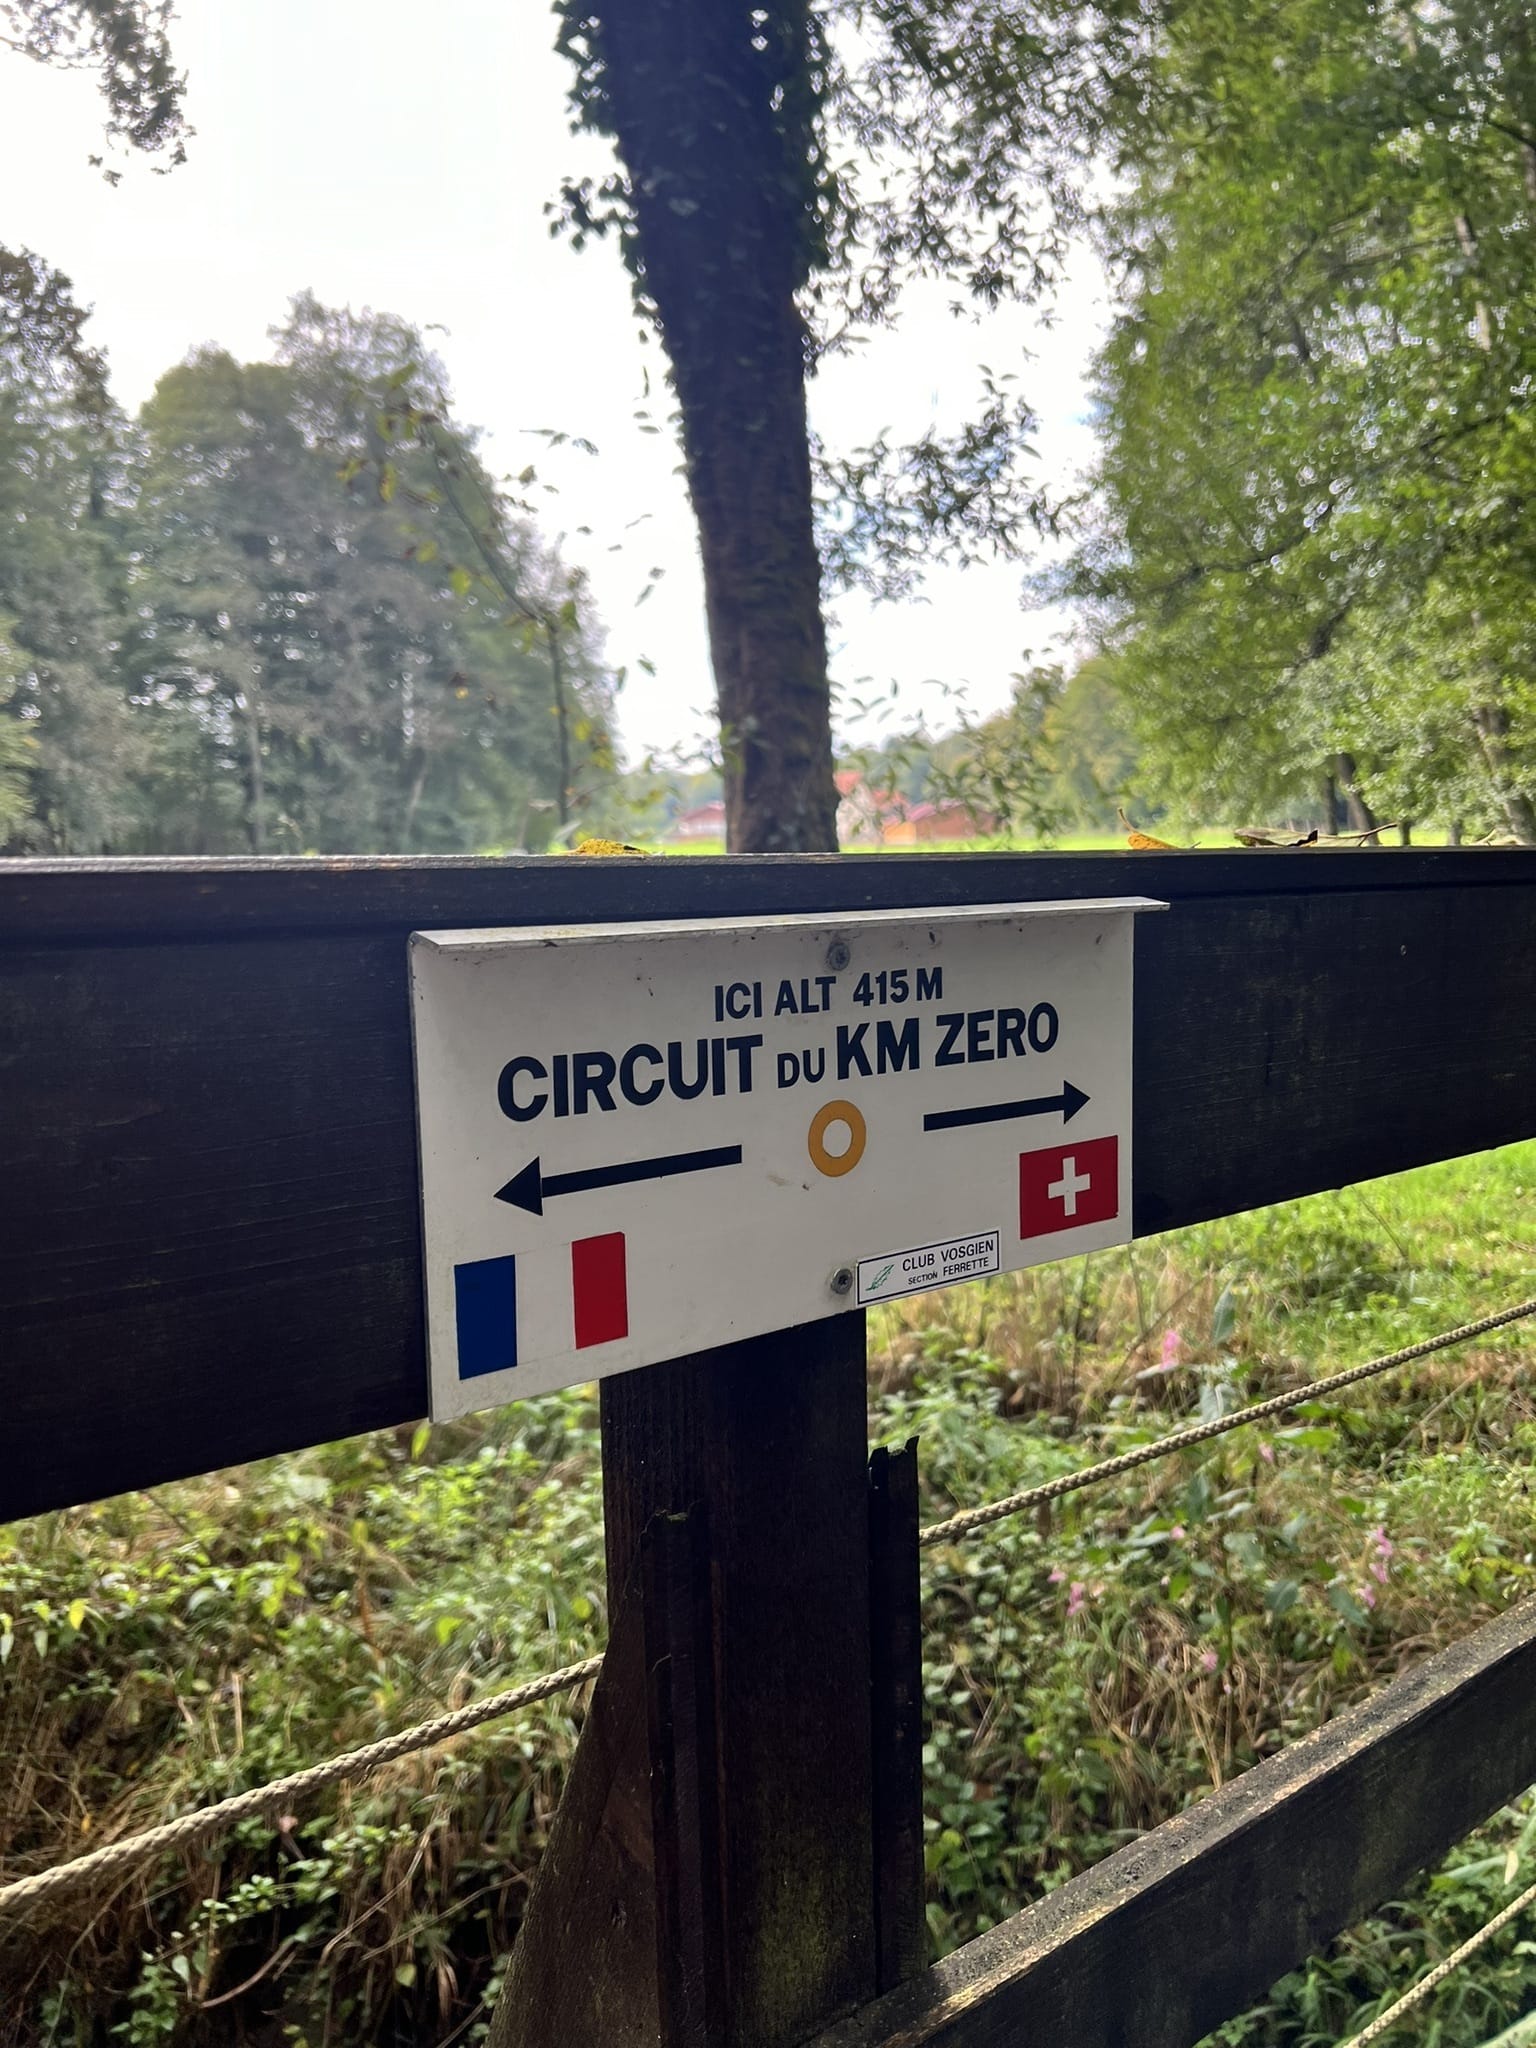 ICI ALT 415 M
CIRCUIT DU KM ZERO
CLUB VOSGIEN
SECTION FERRETTE